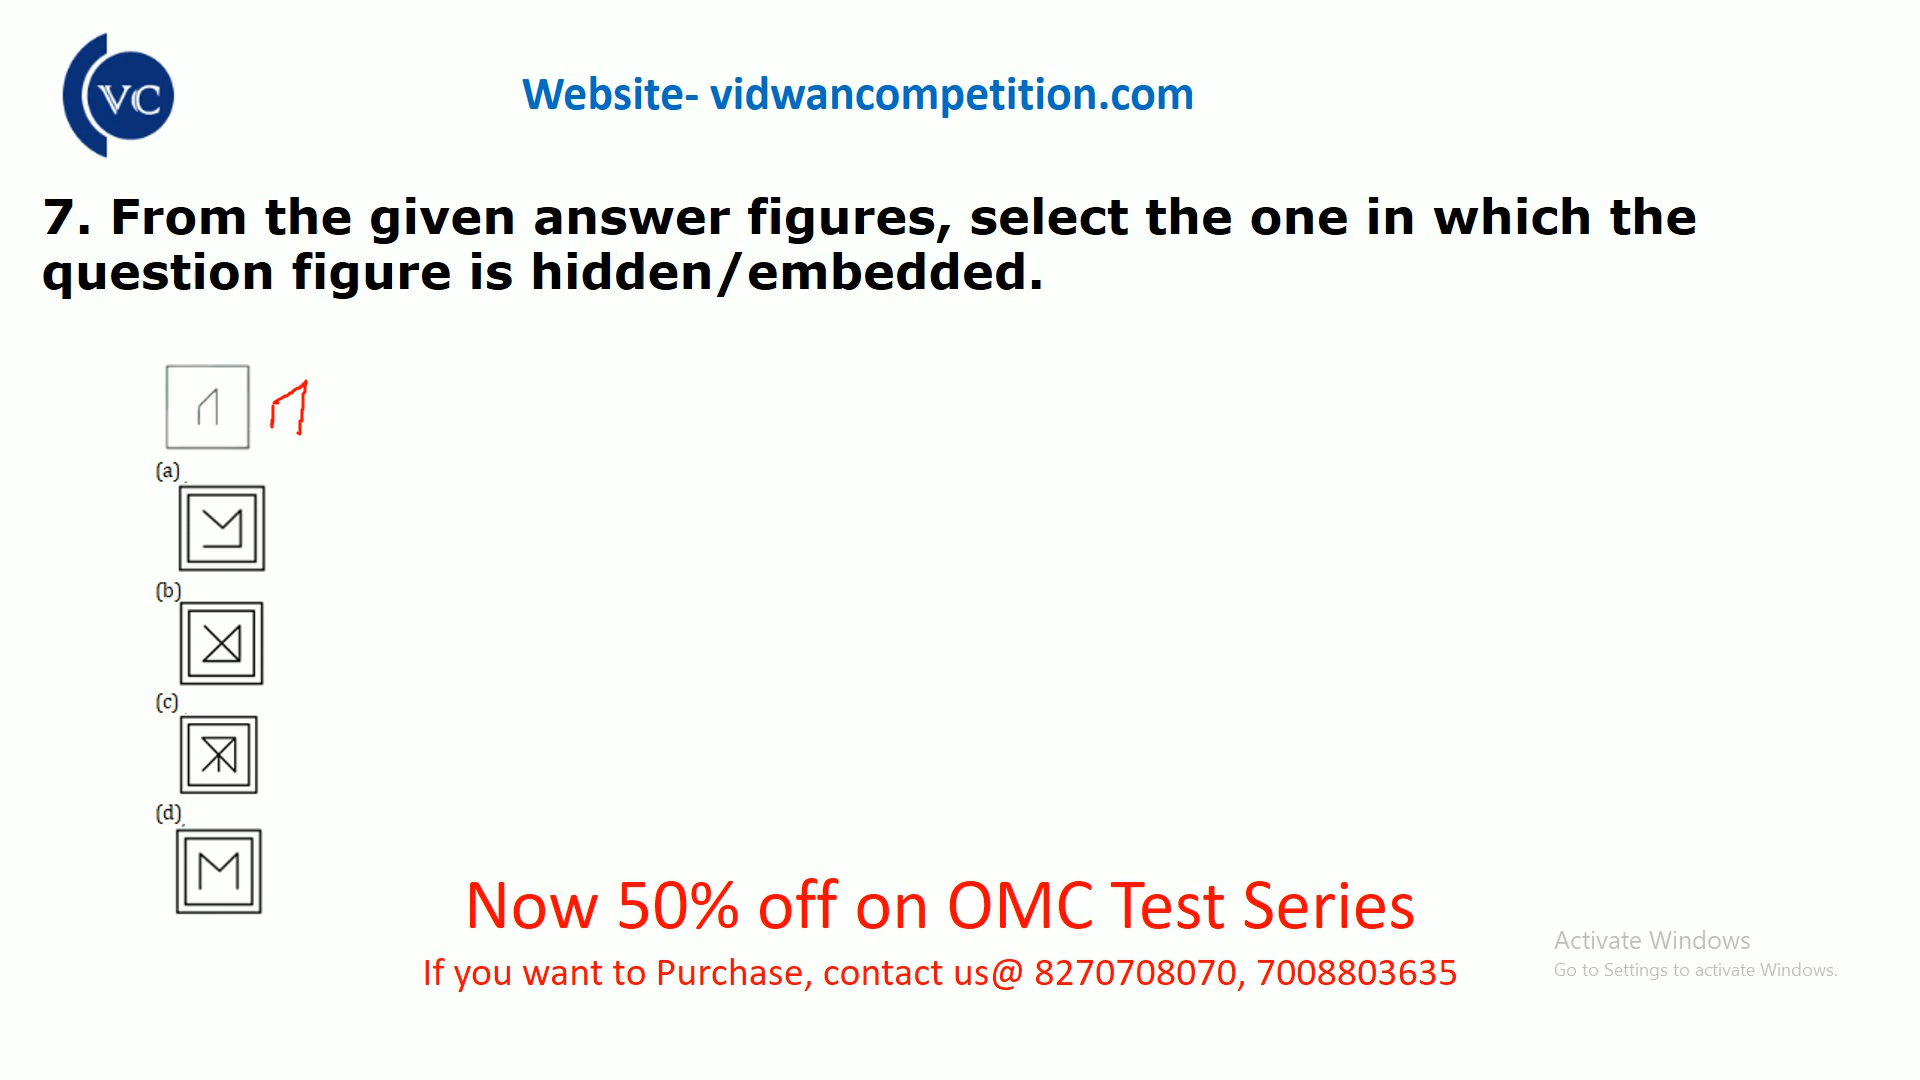 VC
Website- vidwancompetition.com
7. From the given answer figures, select the one in which the
question figure is hidden/embedded.
(a)
(b)
(c)
(d)
Now 50% off on OMC Test Series
If you want to Purchase, contact us@ 8270708070, 7008803635
Activate Windows
Go to Settings to activate Windows.